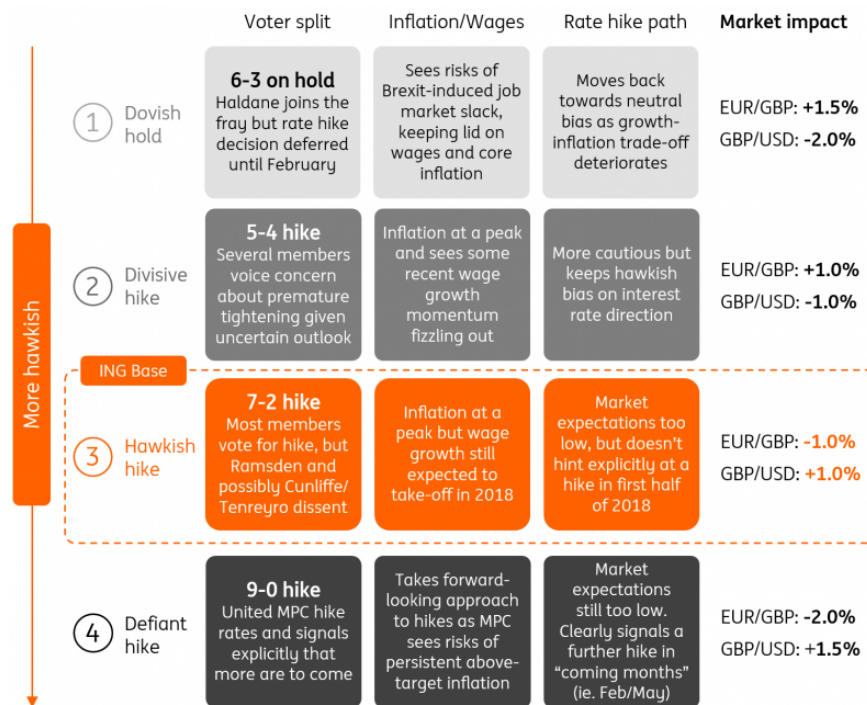 Voter split
Inflation/Wages
Rate hike path
Market impact
More hawkish
1
Dovish
hold
6-3 on hold
Haldane joins the
fray but rate hike
decision deferred
until February
Sees risks of
Brexit-induced job
market slack,
keeping lid on
wages and core
inflation
Moves back
towards neutral
bias as growth-
inflation trade-off
deteriorates
EUR/GBP: +1.5%
GBP/USD: -2.0%
2
Divisive
hike
5-4 hike
Several members
voice concern
about premature
tightening given
uncertain outlook
Inflation at a peak
and sees some
recent wage
growth
momentum
fizzling out
More cautious but
keeps hawkish
bias on interest
rate direction
EUR/GBP: +1.0%
GBP/USD: -1.0%
ING Base
3
Hawkish
hike
7-2 hike
Most members
vote for hike, but
Ramsden and
possibly Cunliffe/
Tenreyro dissent
Inflation at a
peak but wage
growth still
expected to
take-off in 2018
Market
expectations too
low, but doesn't
hint explicitly at a
hike in first half
of 2018
EUR/GBP: -1.0%
GBP/USD: +1.0%
4
Defiant
hike
9-0 hike
United MPC hike
rates and signals
explicitly that
more are to come
Takes forward-
looking approach
to hikes as MPC
sees risks of
persistent above-
target inflation
Market
expectations
still too low.
Clearly signals a
further hike in
“coming months”
(ie. Feb/May)
EUR/GBP: -2.0%
GBP/USD: +1.5%